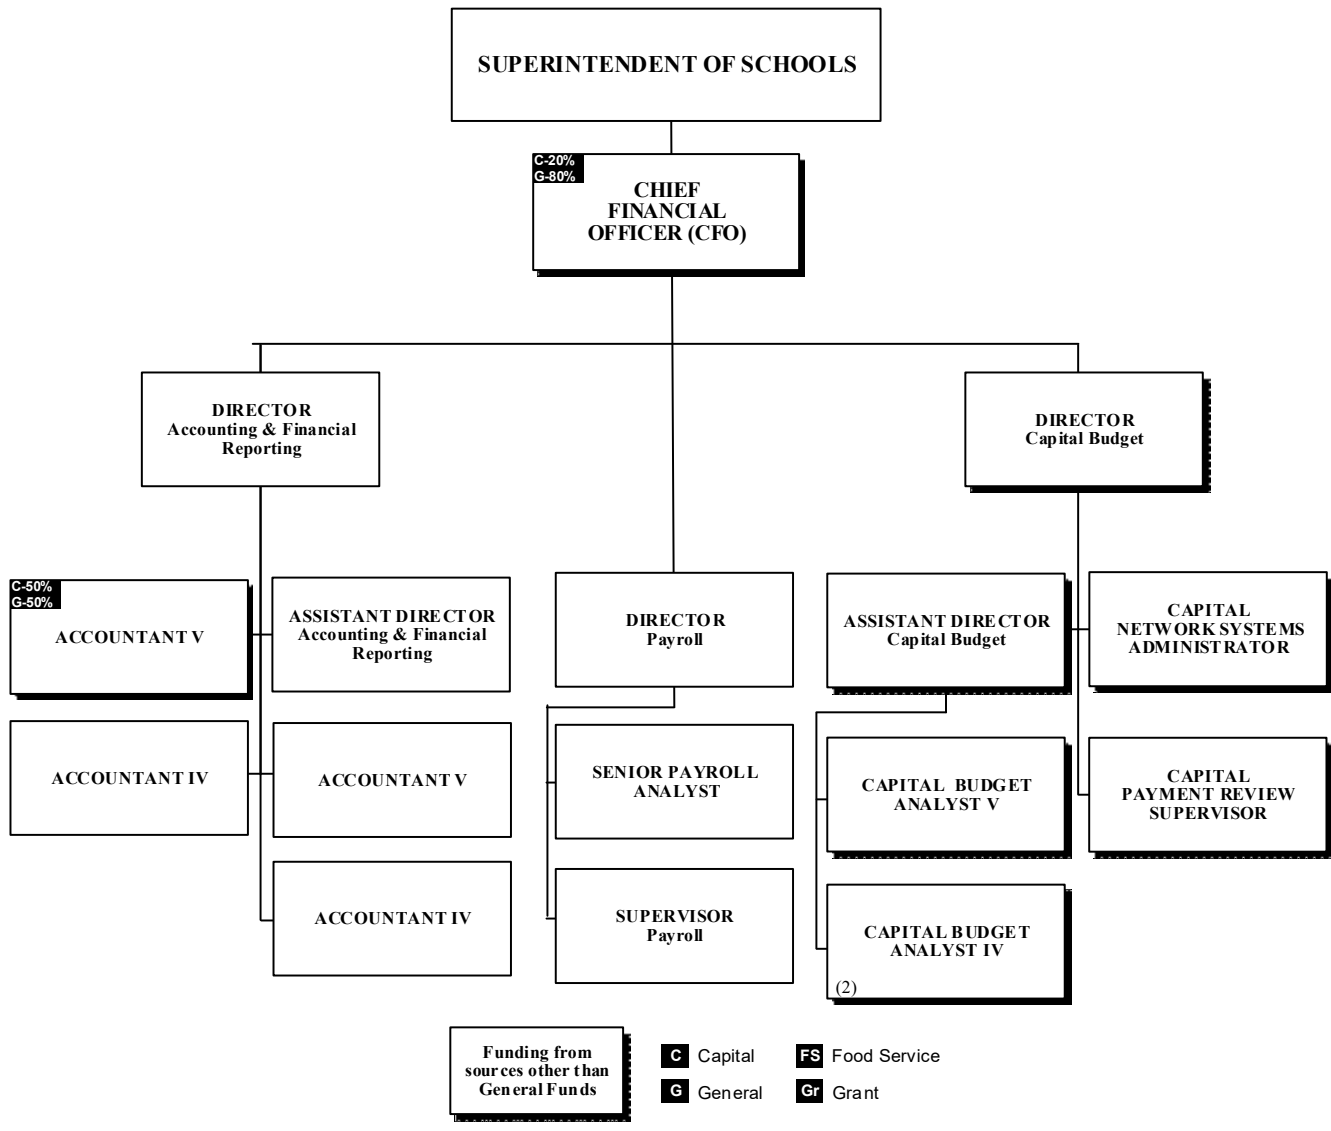 SUPERINTENDENT OF SCHOOLS
C-20%
G-80%
CHIEF
FINANCIAL
OFFICER (CFO)
DIRECTOR
Accounting & Financial
Reporting
DIRECTOR
Capital Budget
C-50%
G-50%
ACCOUNTANT V
ASSISTANT DIRECTOR
Accounting & Financial
Reporting
DIRECTOR
Payroll
ASSISTANT DIRECTOR
Capital Budget
CAPITAL
NETWORK SYSTEMS
ADMINISTRATOR
ACCOUNTANT IV
ACCOUNTANT V
SENIOR PAYROLL
ANALYST
CAPITAL BUDGET
ANALYST V
CAPITAL
PAYMENT REVIEW
SUPERVISOR
ACCOUNTANT IV
SUPERVISOR
Payroll
CAPITAL BUDGET
ANALYST IV
(2)
Funding from
sources other than
General Funds
C Capital
FS Food Service
G General
Gr Grant